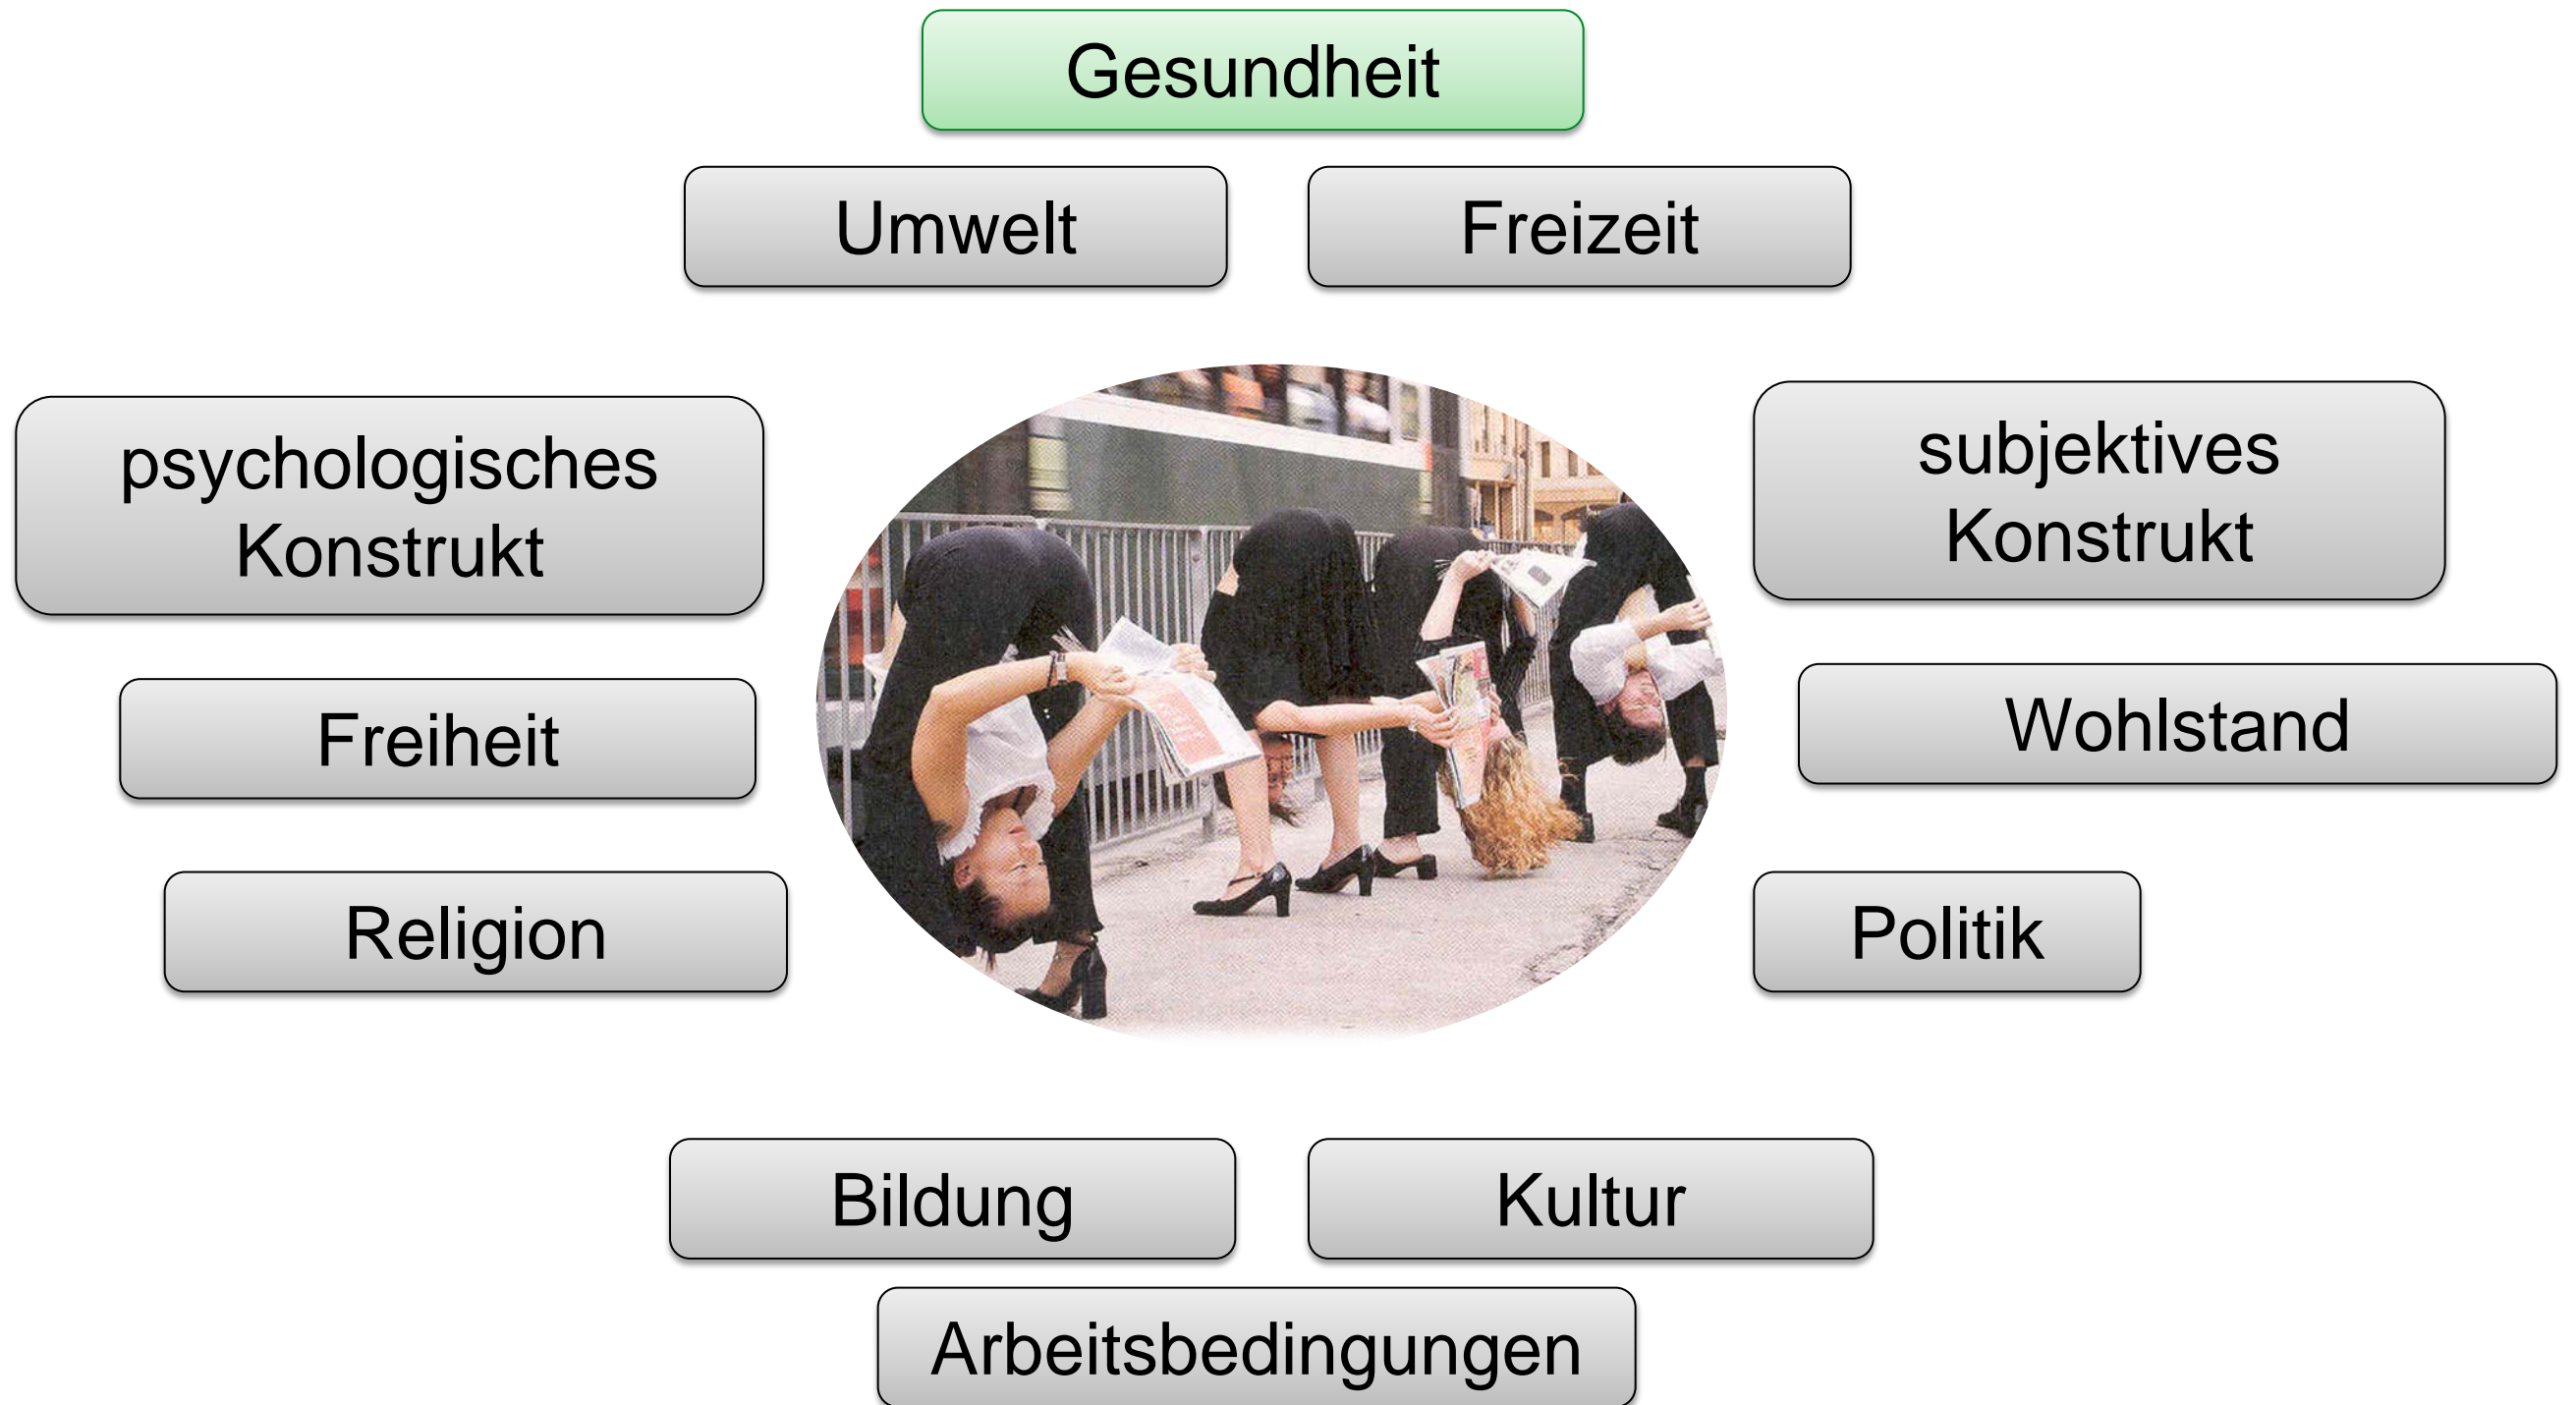 Gesundheit
Umwelt
Freizeit
psychologisches
Konstrukt
subjektives
Konstrukt
Freiheit
Wohlstand
Religion
Politik
Bildung
Kultur
Arbeitsbedingungen